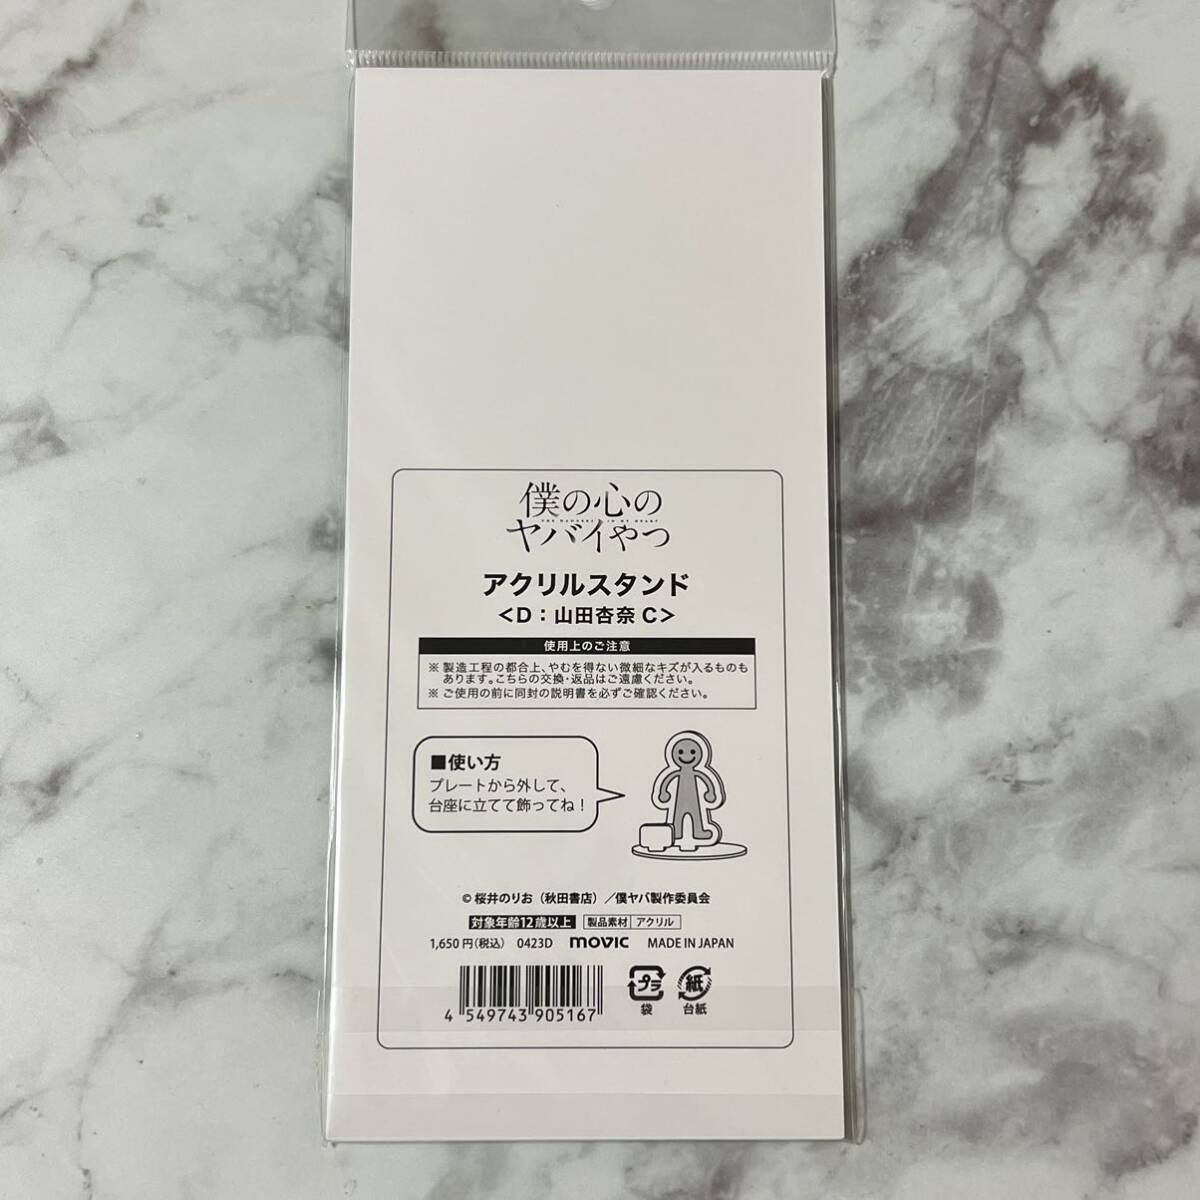 僕の心の
THE DANGERS IN MY HEART
ヤバイやつ
アクリルスタンド
<D:山田杏奈 C>
使用上のご注意
※ 製造工程の都合上、やむを得ない微細なキズが入るものも
あります。こちらの交換・返品はご遠慮ください。
※ ご使用の前に同封の説明書を必ずご確認ください。
■使い方
プレートから外して、
台座に立てて飾ってね!
© 桜井のりお(秋田書店)/僕ヤバ製作委員会
対象年齢12歳以上 製品素材 アクリル
1,650円(税込) 0423D movic MADE IN JAPAN
4 549743 905167
プラ 紙
袋 台紙